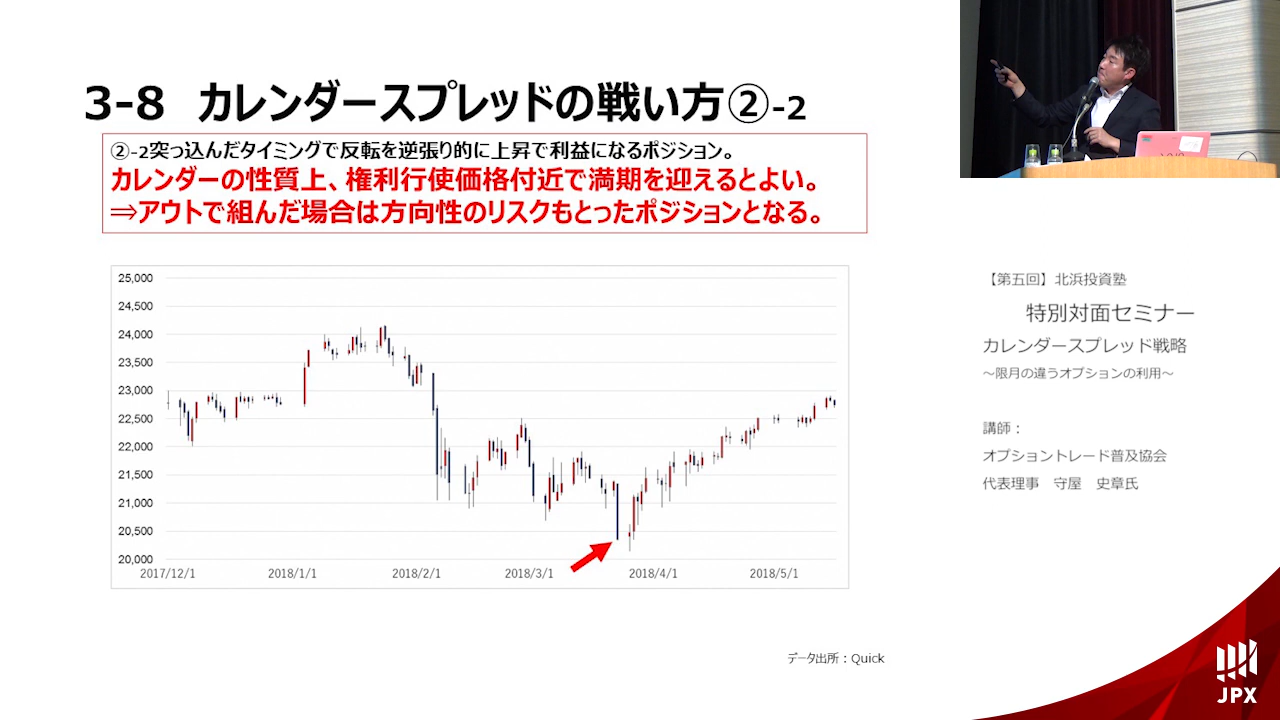 3-8 カレンダースプレッドの戦い方②-2
②-2突っ込んだタイミングで反転を逆張り的に上昇で利益になるポジション。
カレンダーの性質上、権利行使価格付近で満期を迎えるとよい。
⇒アウトで組んだ場合は方向性のリスクもとったポジションとなる。
25,000
24,500
24,000
23,500
23,000
22,500
22,000
21,500
21,000
20,500
20,000
2017/12/1 2018/1/1 2018/2/1 2018/3/1 2018/4/1 2018/5/1
データ出所：Quick
【第五回】北浜投資塾
特別対面セミナー
カレンダースプレッド戦略
～限月の違うオプションの利用～
講師：
オプショントレード普及協会
代表理事 守屋 史章氏
JPX